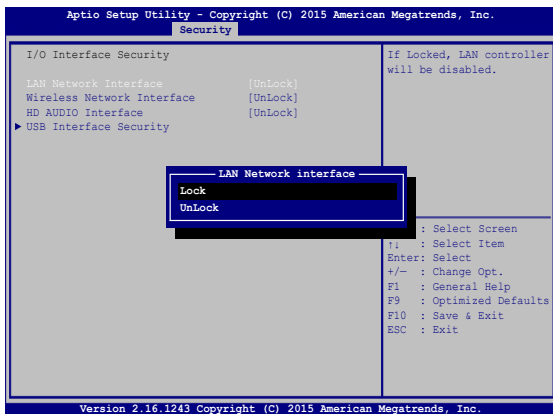 Aptio Setup Utility - Copyright (C) 2015 American Megatrends, Inc.
Security
I/O Interface Security
LAN Network Interface [UnLock]
Wireless Network Interface [UnLock]
HD AUDIO Interface [UnLock]
USB Interface Security
If Locked, LAN controller
will be disabled.
LAN Network interface
Lock
UnLock
: Select Screen
↑↓ : Select Item
Enter: Select
+/— : Change Opt.
F1 : General Help
F9 : Optimized Defaults
F10 : Save & Exit
ESC : Exit
Version 2.16.1243 Copyright (C) 2015 American Megatrends, Inc.